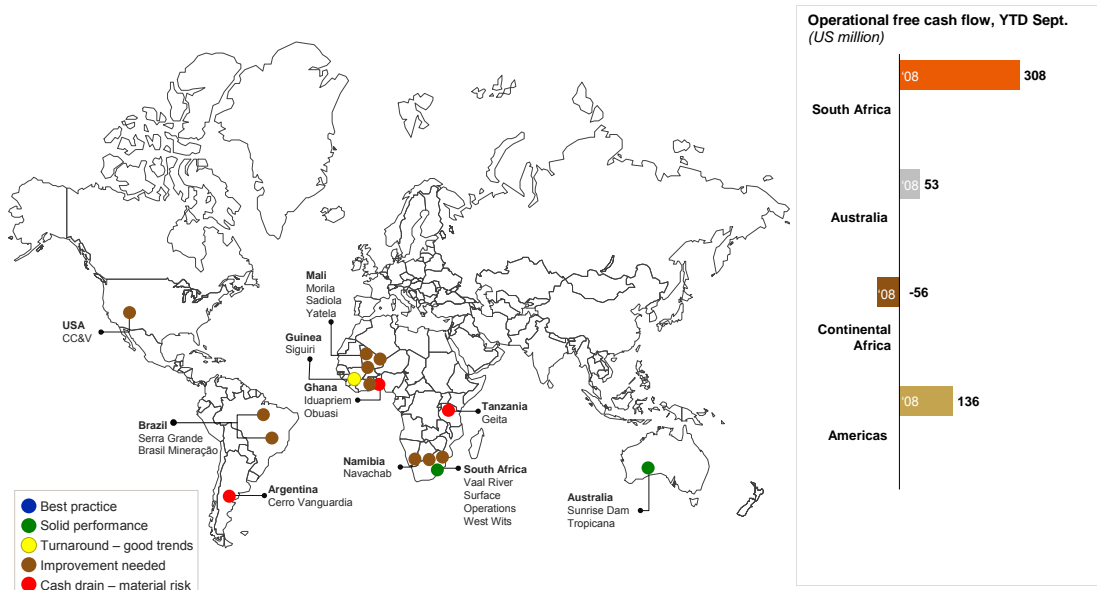 Operational free cash flow, YTD Sept.
(US million)
'08
308
South Africa
'08
53
Australia
'08
-56
Continental
Africa
'08
136
Americas
Mali
Morila
Sadiola
Yatela
USA
CC&V
Guinea
Siguiri
Ghana
Iduapriem
Obuasi
Tanzania
Geita
Brazil
Serra Grande
Brasil Mineração
Namibia
Navachab
South Africa
Vaal River
Surface
Operations
West Wits
Argentina
Cerro Vanguardia
Australia
Sunrise Dam
Tropicana
Best practice
Solid performance
Turnaround – good trends
Improvement needed
Cash drain – material risk